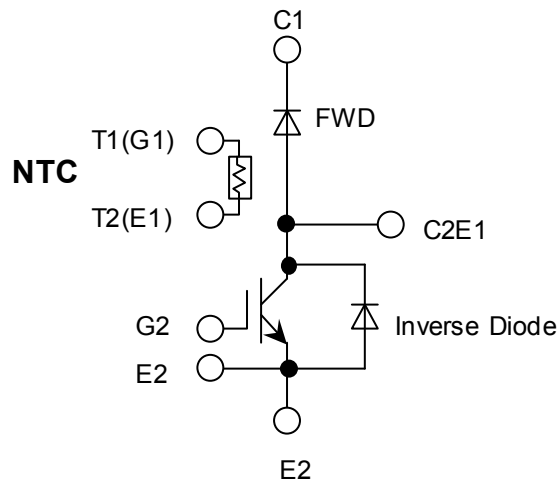 C1
FWD
T1(G1)
NTC
T2(E1)
C2E1
G2
Inverse Diode
E2
E2